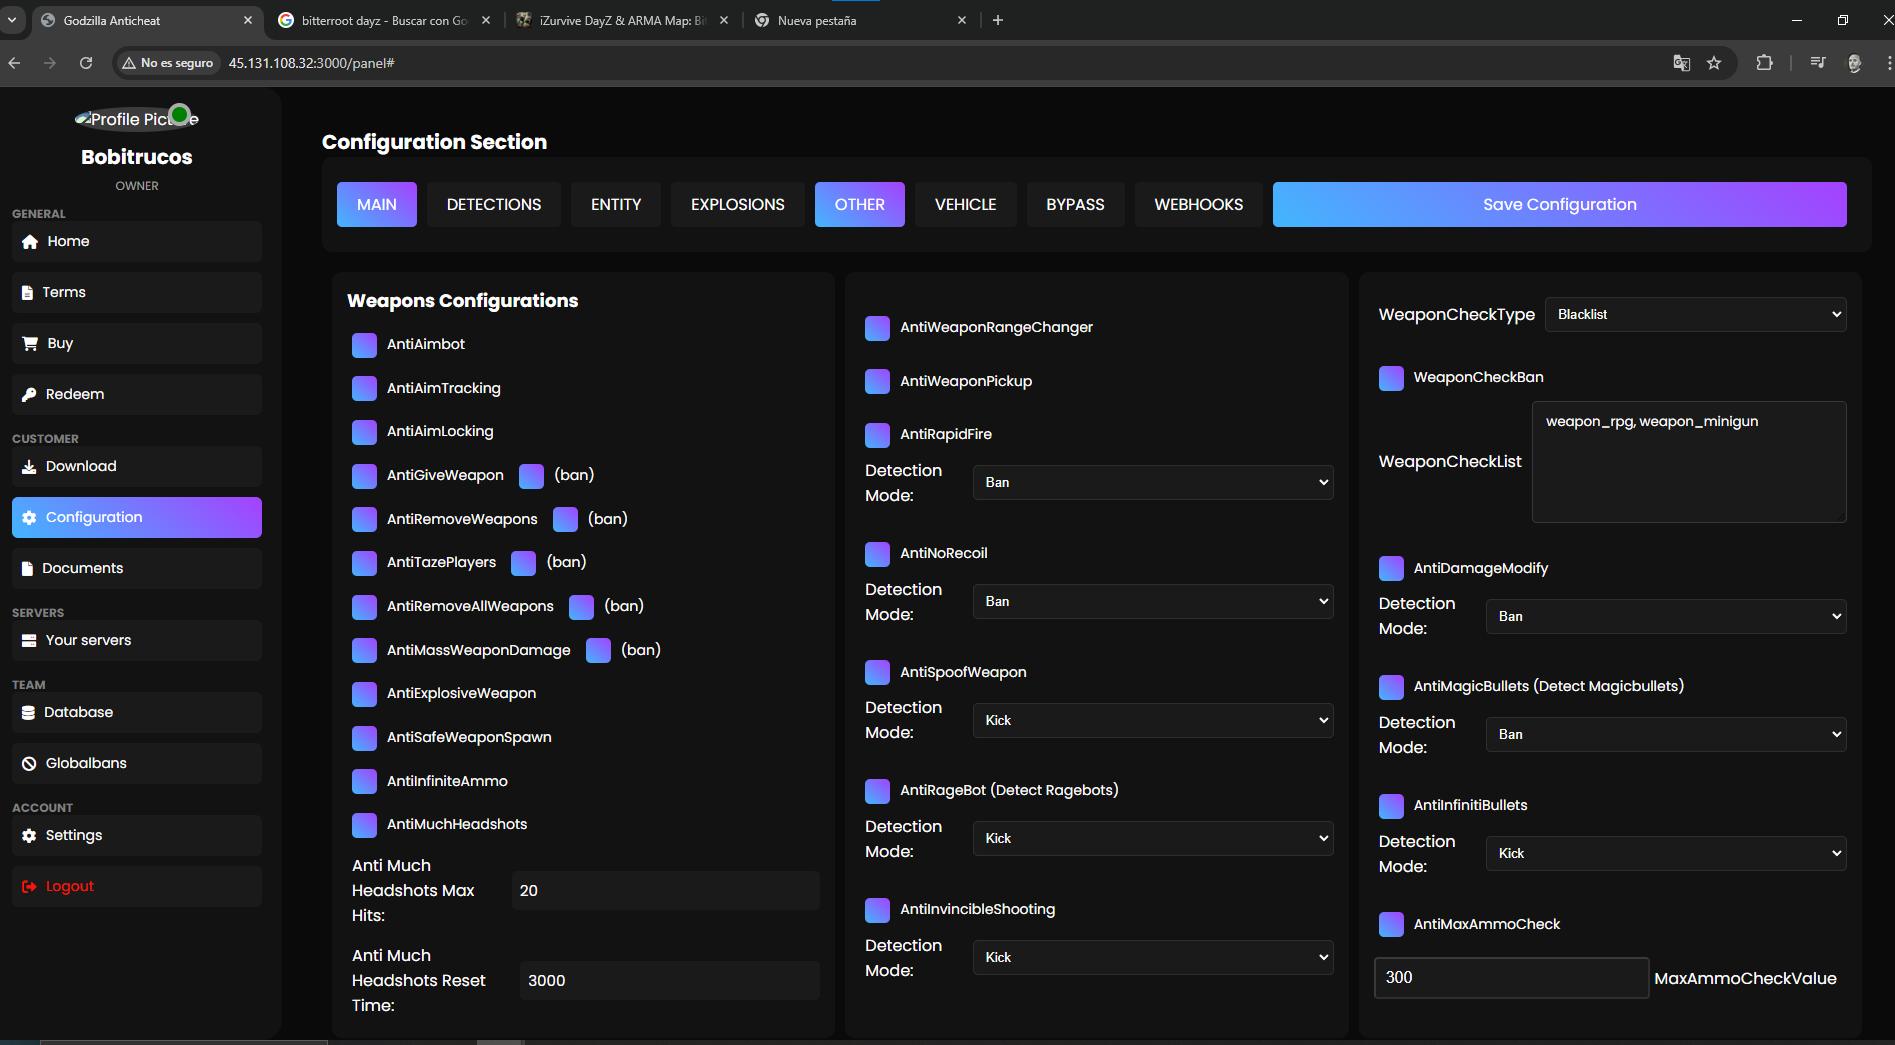 Godzilla Anticheat
bitterroot dayz - Buscar con Go
iZurvive DayZ & ARMA Map: Bi
Nueva pestaña
No es seguro
45.131.108.32:3000/panel#
Profile Pict e
Bobitrucos
OWNER
GENERAL
Home
Terms
Buy
Redeem
CUSTOMER
Download
Configuration
Documents
SERVERS
Your servers
TEAM
Database
Globalbans
ACCOUNT
Settings
Logout
Configuration Section
MAIN
DETECTIONS
ENTITY
EXPLOSIONS
OTHER
VEHICLE
BYPASS
WEBHOOKS
Save Configuration
Weapons Configurations
AntiAimbot
AntiAimTracking
AntiAimLocking
AntiGiveWeapon (ban)
AntiRemoveWeapons (ban)
AntiTazePlayers (ban)
AntiRemoveAllWeapons (ban)
AntiMassWeaponDamage (ban)
AntiExplosiveWeapon
AntiSafeWeaponSpawn
AntiInfiniteAmmo
AntiMuchHeadshots
Anti Much
Headshots Max
Hits:
20
Anti Much
Headshots Reset
Time:
3000
AntiWeaponRangeChanger
AntiWeaponPickup
AntiRapidFire
Detection
Mode:
Ban
AntiNoRecoil
Detection
Mode:
Ban
AntiSpoofWeapon
Detection
Mode:
Kick
AntiRageBot (Detect Ragebots)
Detection
Mode:
Kick
AntiInvincibleShooting
Detection
Mode:
Kick
WeaponCheckType
Blacklist
WeaponCheckBan
WeaponCheckList
weapon_rpg, weapon_minigun
AntiDamageModify
Detection
Mode:
Ban
AntiMagicBullets (Detect Magicbullets)
Detection
Mode:
Ban
AntiInfinitiBullets
Detection
Mode:
Kick
AntiMaxAmmoCheck
300
MaxAmmoCheckValue